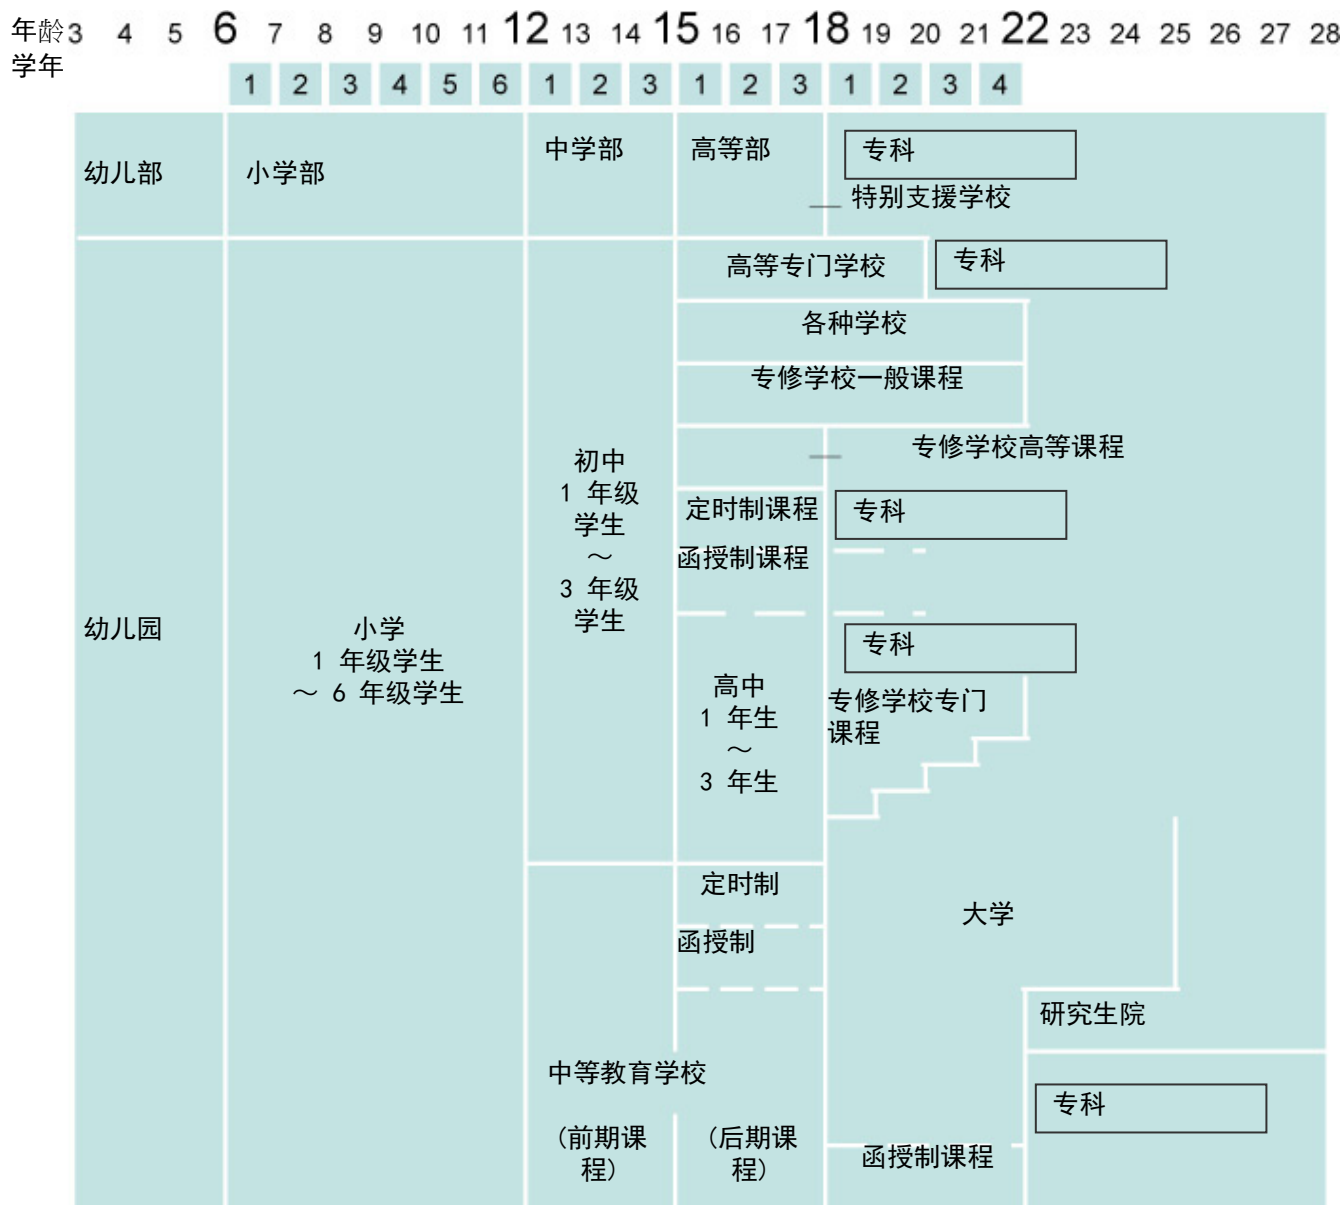 年龄 3 4 5 6 7 8 9 10 11 12 13 14 15 16 17 18 19 20 21 22 23 24 25 26 27 28
学年
1 2 3 4 5 6 1 2 3 1 2 3 1 2 3 4
幼儿部
小学部
中学部
高等部
专科
特别支援学校
高等专门学校
专科
各种学校
专修学校一般课程
专修学校高等课程
初中
1 年级
学生
～
3 年级
学生
定时制课程
专科
函授制课程
幼儿园
小学
1 年级学生
～ 6 年级学生
专科
高中
1 年生
～
3 年生
专修学校专门
课程
定时制
函授制
大学
研究生院
中等教育学校
(前期课
程)
(后期课
程)
专科
函授制课程